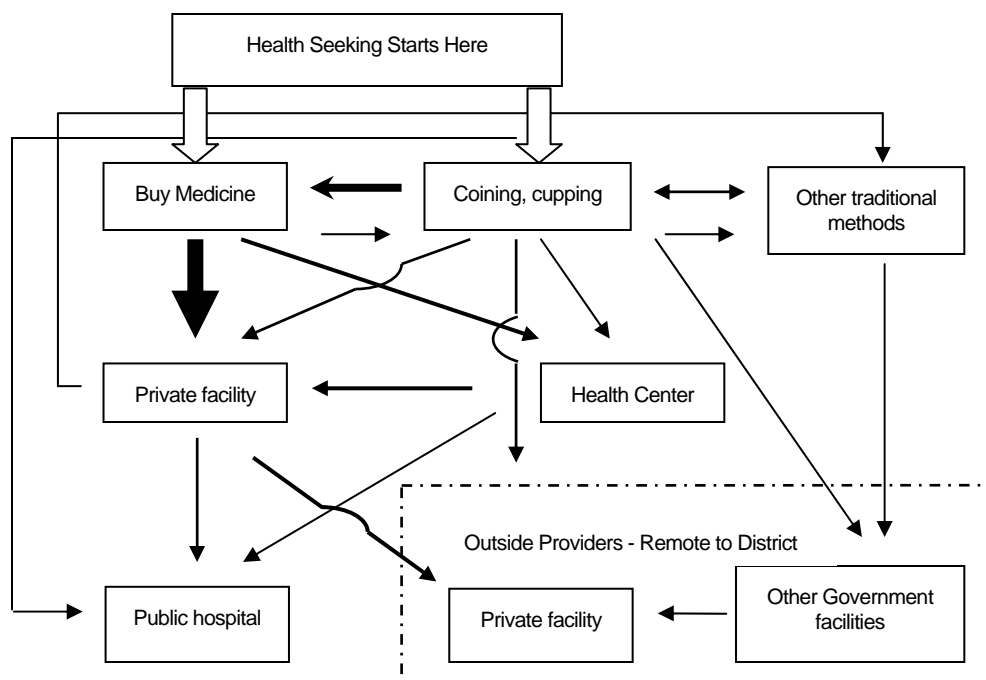 Health Seeking Starts Here
Buy Medicine
Coining, cupping
Other traditional
methods
Private facility
Health Center
Outside Providers - Remote to District
Public hospital
Private facility
Other Government
facilities